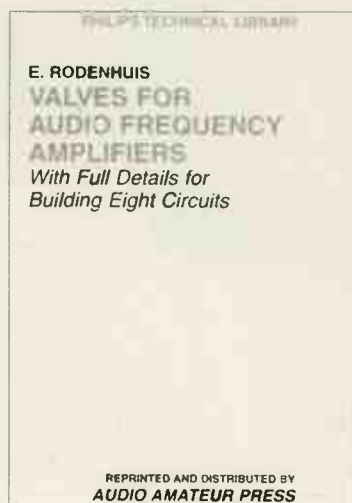 PHILIPS TECHNICAL LIBRARY
E. RODENHUIS
VALVES FOR
AUDIO FREQUENCY
AMPLIFIERS
With Full Details for
Building Eight Circuits
REPRINTED AND DISTRIBUTED BY
AUDIO AMATEUR PRESS